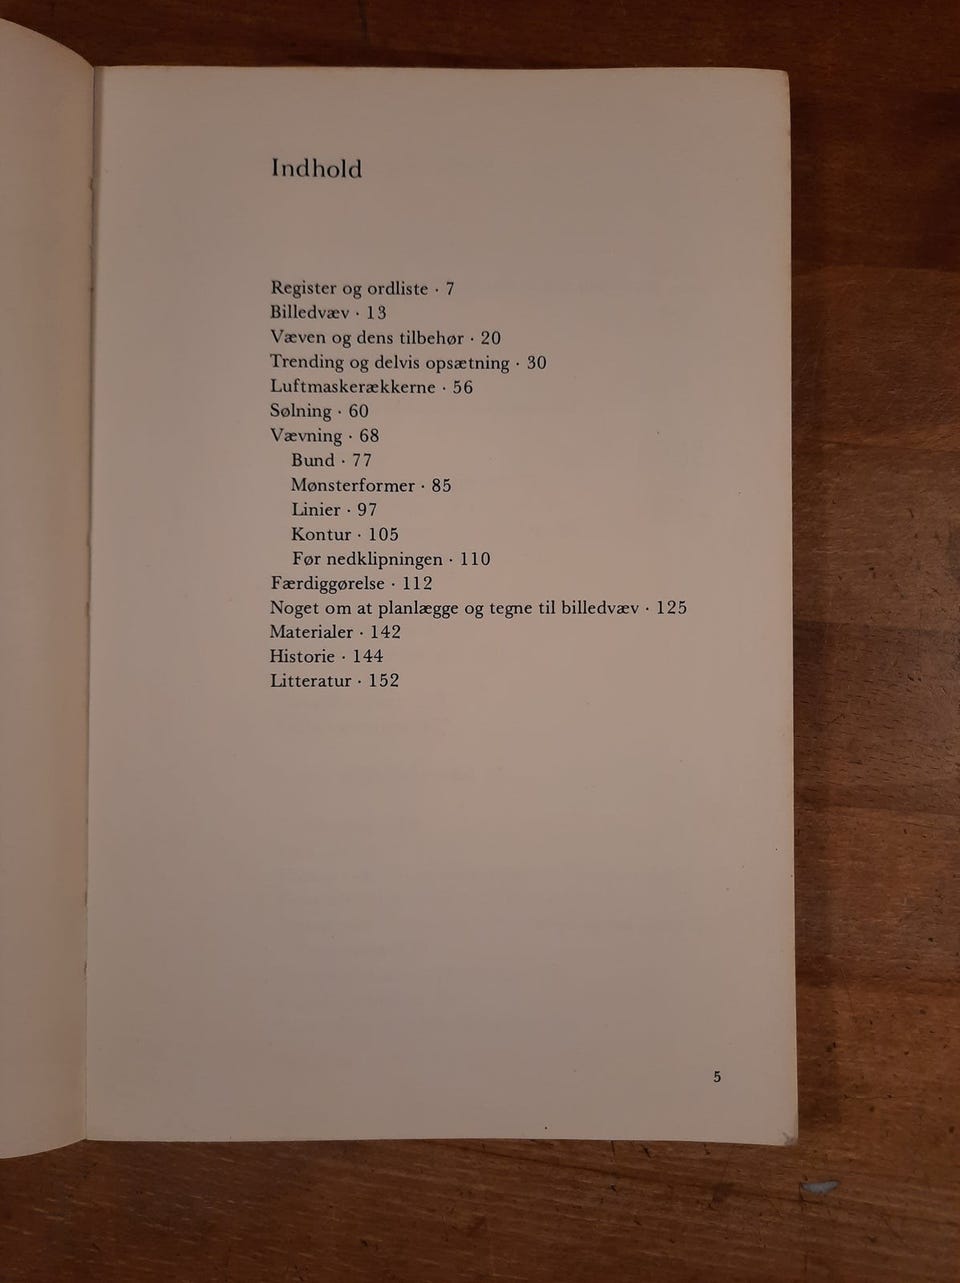 Indhold
Register og ordliste · 7
Billedvæv · 13
Væven og dens tilbehør · 20
Trending og delvis opsætning · 30
Luftmaskerækkerne · 56
Sølning · 60
Vævning · 68
Bund · 77
Mønsterformer · 85
Linier · 97
Kontur · 105
Før nedklipningen · 110
Færdiggørelse · 112
Noget om at planlægge og tegne til billedvæv · 125
Materialer · 142
Historie · 144
Litteratur · 152
5